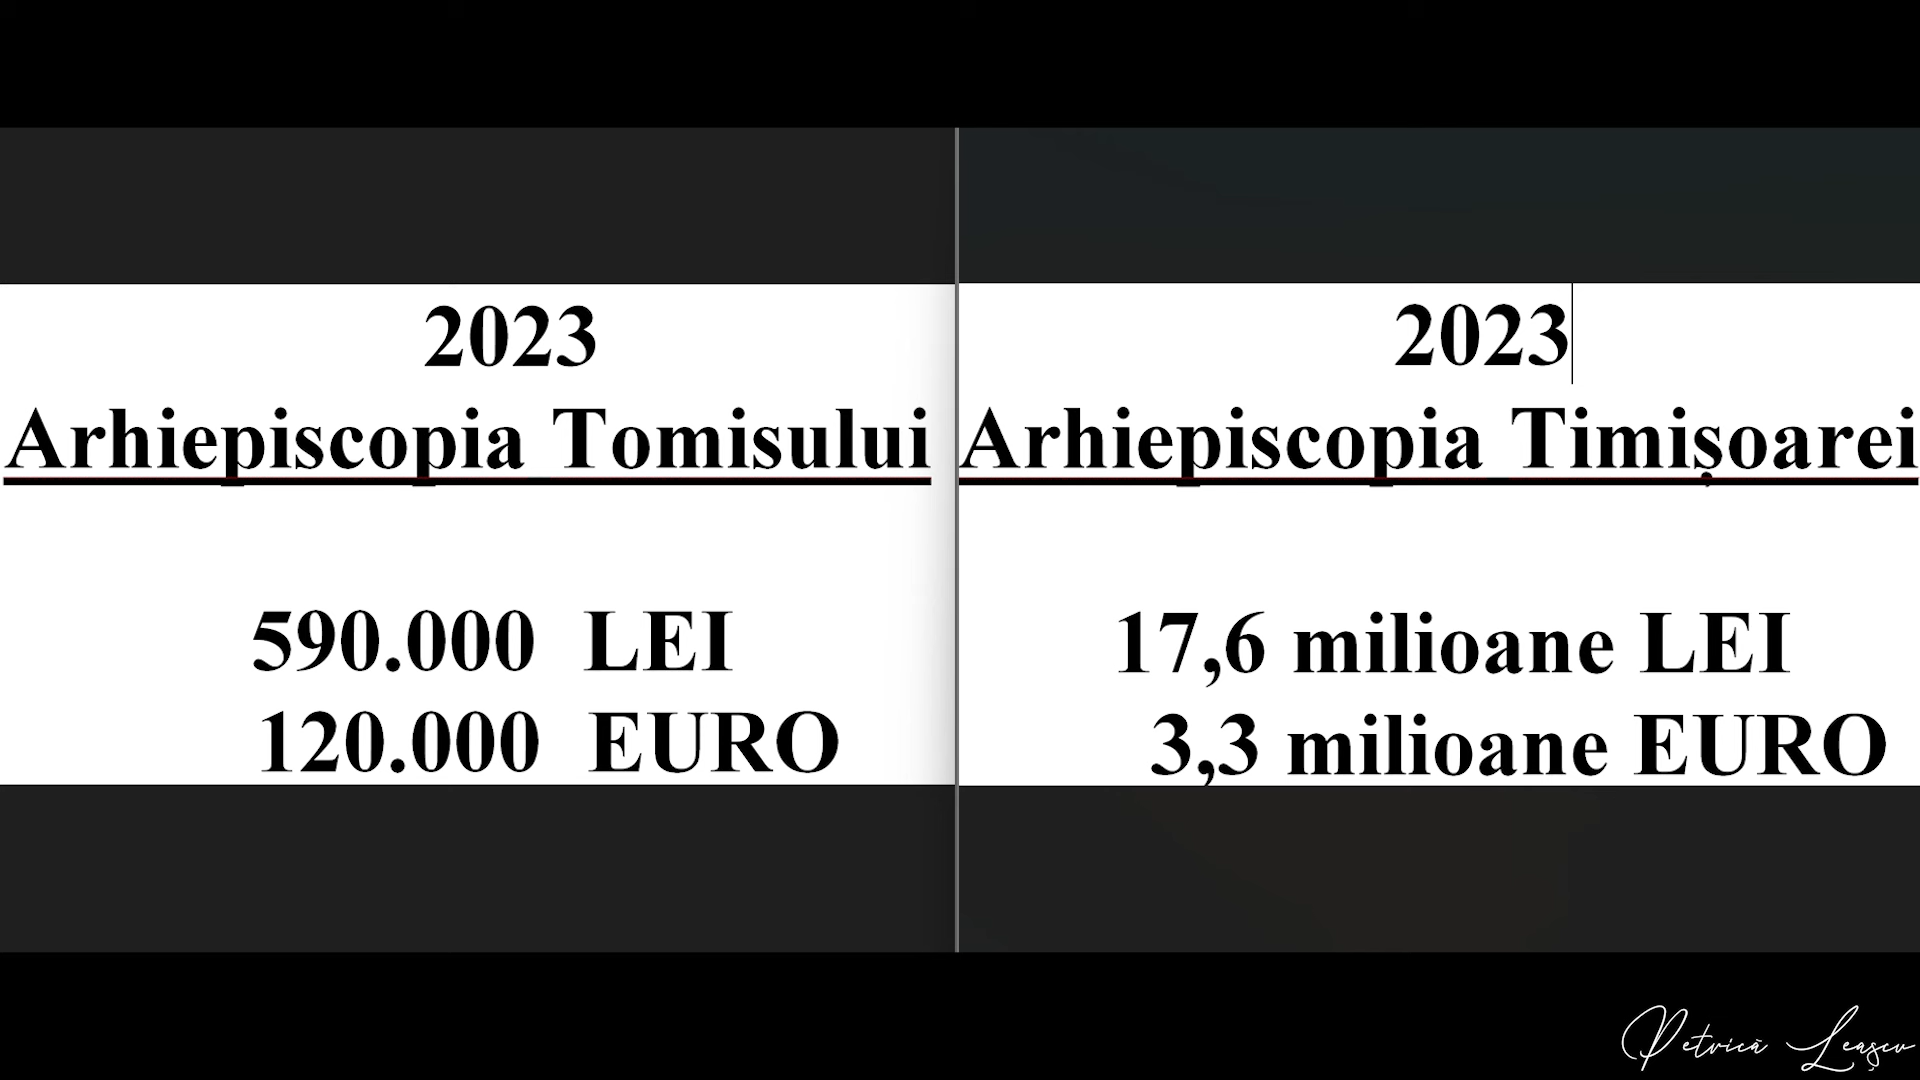 2023
Arhiepiscopia Tomisului
590.000 LEI
120.000 EURO
2023
Arhiepiscopia Timișoarei
17,6 milioane LEI
3,3 milioane EURO
Petrică Leașcu